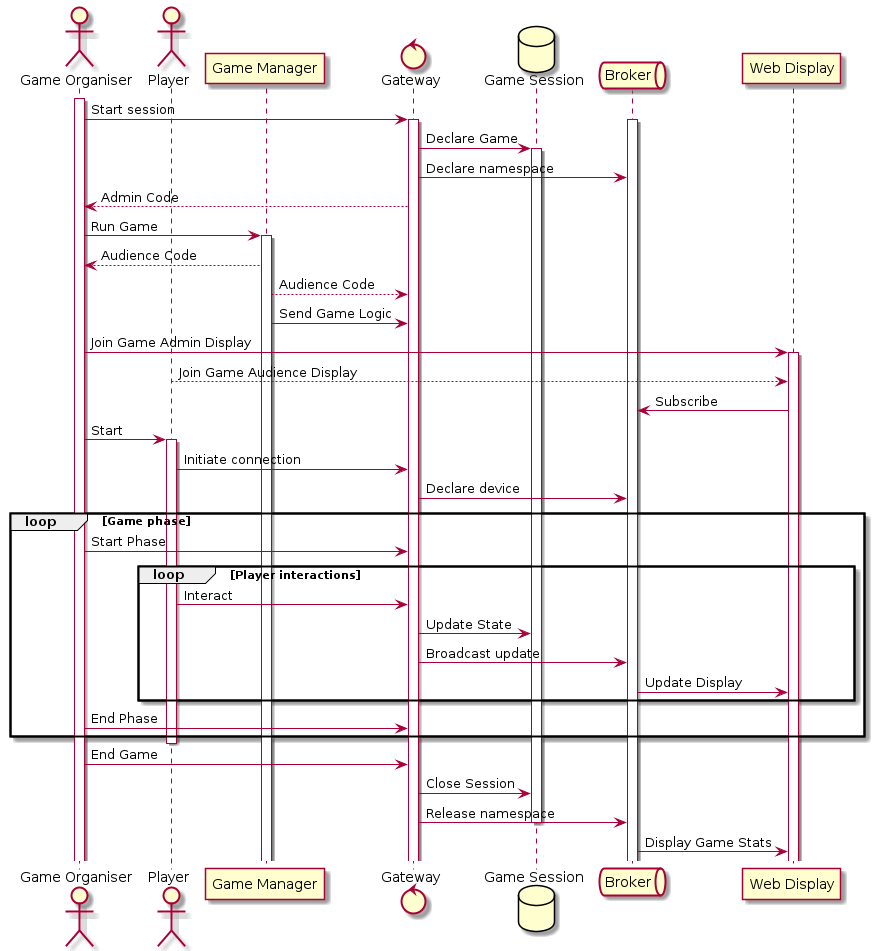 Game Organiser
Player
Game Manager
Gateway
Game Session
Broker
Web Display
Start session
Declare Game
Declare namespace
Admin Code
Run Game
Audience Code
Audience Code
Send Game Logic
Join Game Admin Display
Join Game Audience Display
Subscribe
Start
Initiate connection
Declare device
loop [Game phase]
Start Phase
loop [Player interactions]
Interact
Update State
Broadcast update
Update Display
End Phase
End Game
Close Session
Release namespace
Display Game Stats
Game Organiser
Player
Game Manager
Gateway
Game Session
Broker
Web Display